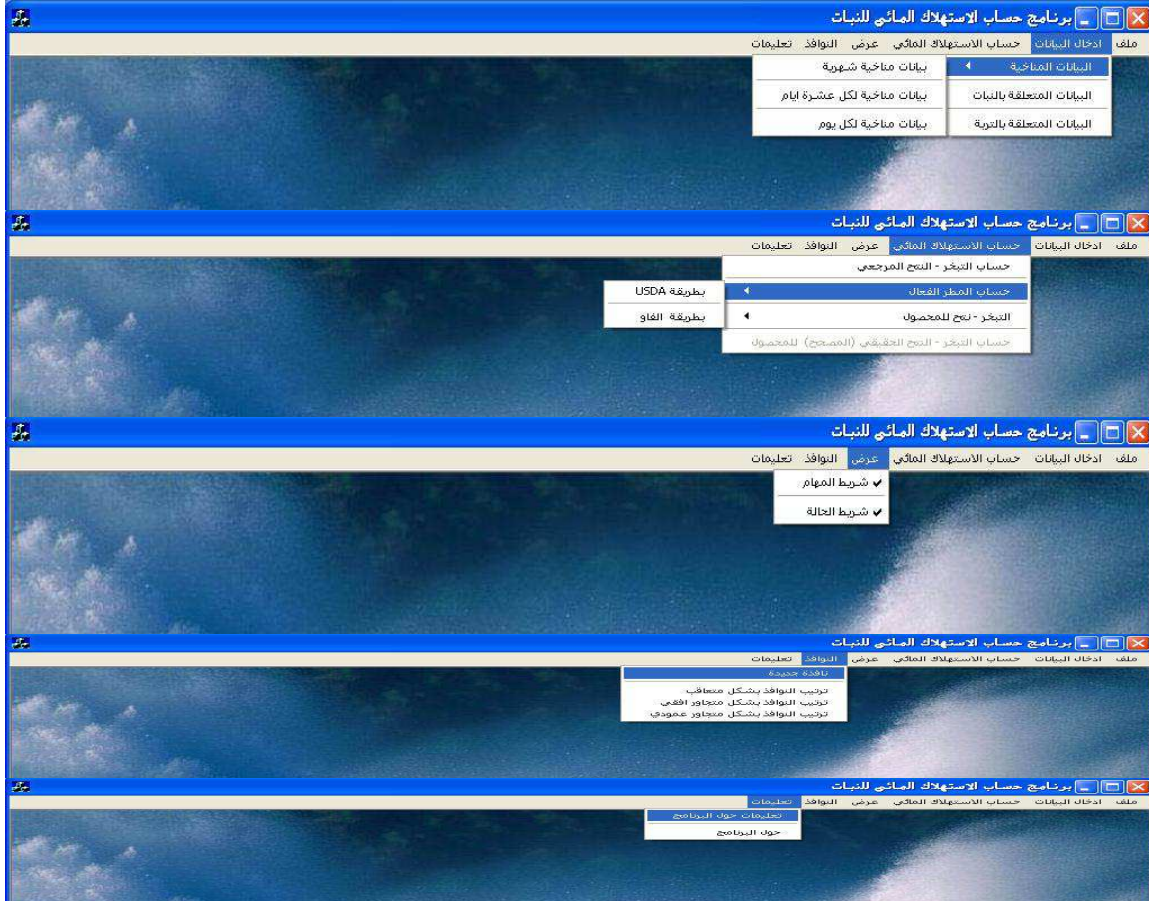 برنامج حساب الاستهلاك المائي للنبات
ملف ادخال البيانات حساب الاستهلاك المائي عرض النوافذ تعليمات
البيانات المناخية
البيانات المتعلقة بالنبات
البيانات المتعلقة بالتربة
بيانات مناخية شهرية
بيانات مناخية لكل عشرة ايام
بيانات مناخية لكل يوم
برنامج حساب الاستهلاك المائي للنبات
ملف ادخال البيانات حساب الاستهلاك المائي عرض النوافذ تعليمات
حساب التبخر - النتح المرجعي
حساب المطر الفعال
التبخر - نتح للمحصول
حساب التبخر - النتح الحقيقي (المصحح) للمحصول
بطريقة USDA
بطريقة الفاو
برنامج حساب الاستهلاك المائي للنبات
ملف ادخال البيانات حساب الاستهلاك المائي عرض النوافذ تعليمات
شريط المهام
شريط الحالة
برنامج حساب الاستهلاك المائي للنبات
ملف ادخال البيانات حساب الاستهلاك المائي عرض النوافذ تعليمات
نافذة جديدة
ترتيب النوافذ بشكل متعاقب
ترتيب النوافذ بشكل متجاور افقي
ترتيب النوافذ بشكل متجاور عمودي
برنامج حساب الاستهلاك المائي للنبات
ملف ادخال البيانات حساب الاستهلاك المائي عرض النوافذ تعليمات
تعليمات حول البرنامج
حول البرنامج